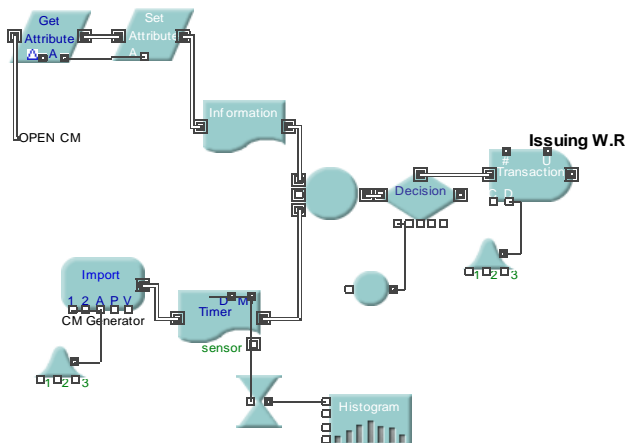 Get
Attribute
Δ A
Set
Attribute
A
OPEN CM
Information
Issuing W.R
# U
Transaction
C D
Decision
1 2 3
Import
1 2 A P V
CM Generator
D M
Timer
sensor
1 2 3
Histogram